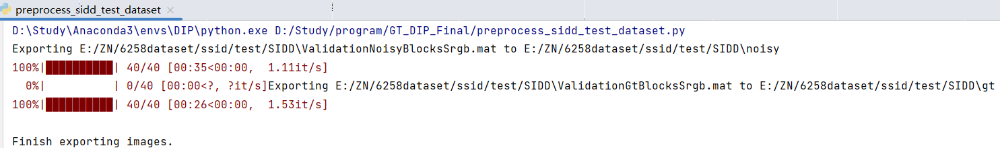 preprocess_sidd_test_dataset
D:\Study\Anaconda3\envs\DIP\python.exe D:/Study/program/GT_DIP_Final/preprocess_sidd_test_dataset.py
Exporting E:/ZN/6258dataset/ssid/test/SIDD\ValidationNoisyBlocksSrgb.mat to E:/ZN/6258dataset/ssid/test/SIDD\noisy
100%|██████████| 40/40 [00:35<00:00,  1.11it/s]
  0%|          | 0/40 [00:00<?, ?it/s]Exporting E:/ZN/6258dataset/ssid/test/SIDD\ValidationGtBlocksSrgb.mat to E:/ZN/6258dataset/ssid/test/SIDD\gt
100%|██████████| 40/40 [00:26<00:00,  1.53it/s]
Finish exporting images.